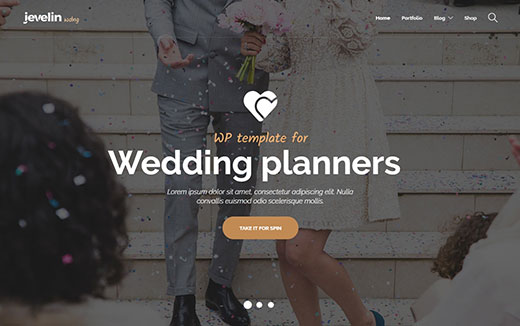 jevelin wedding
Home Portfolio Blog Shop
WP template for
Wedding planners
Lorem ipsum dolor sit amet, consectetur adipiscing elit. Nulla
convallis euismod odio scelerisque mollis.
TAKE IT FOR SPIN